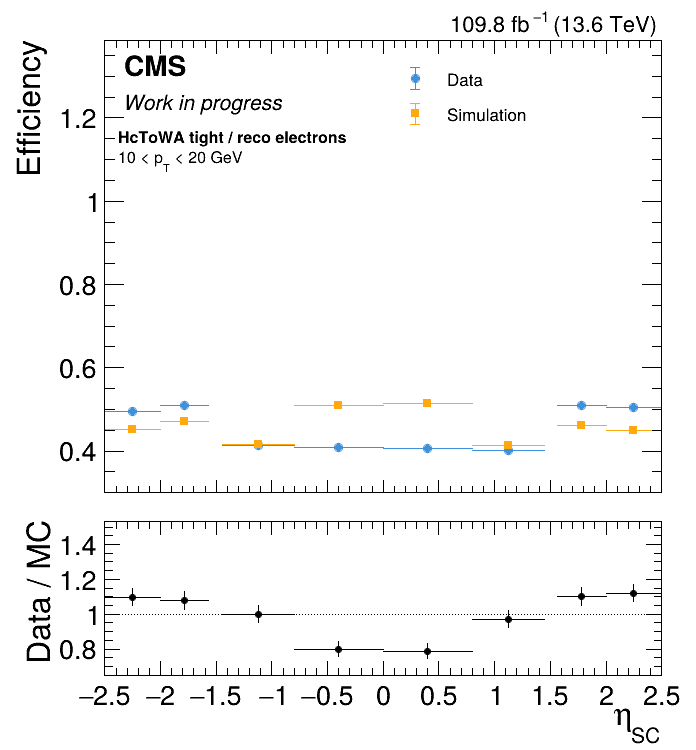 109.8 fb⁻¹ (13.6 TeV)
Efficiency
CMS
Work in progress
HcToWA tight / reco electrons
10 < p_T < 20 GeV
Data
Simulation
1.2
1
0.8
0.6
0.4
Data / MC
1.4
1.2
1
0.8
−2.5 −2 −1.5 −1 −0.5 0 0.5 1 1.5 2 2.5
η_SC